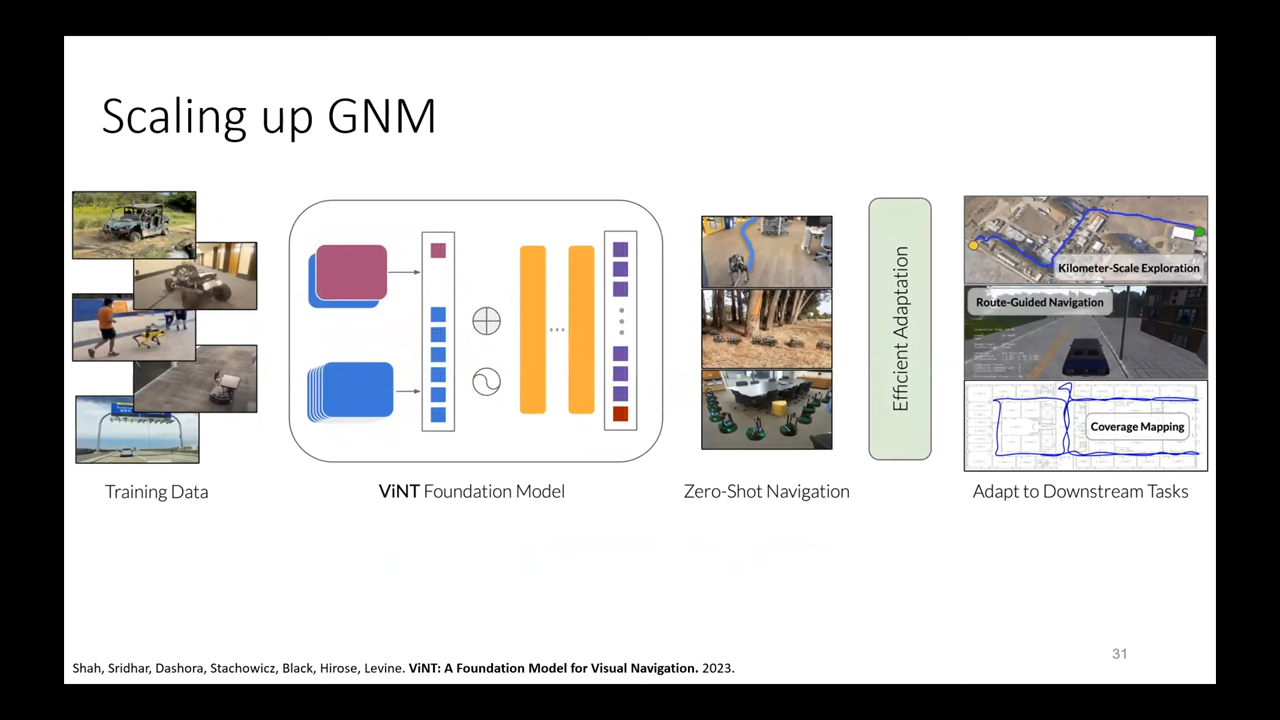 Scaling up GNM
Efficient Adaptation
Kilometer-Scale Exploration
Route-Guided Navigation
Coverage Mapping
Training Data
ViNT Foundation Model
Zero-Shot Navigation
Adapt to Downstream Tasks
31
Shah, Sridhar, Dashora, Stachowicz, Black, Hirose, Levine. ViNT: A Foundation Model for Visual Navigation. 2023.